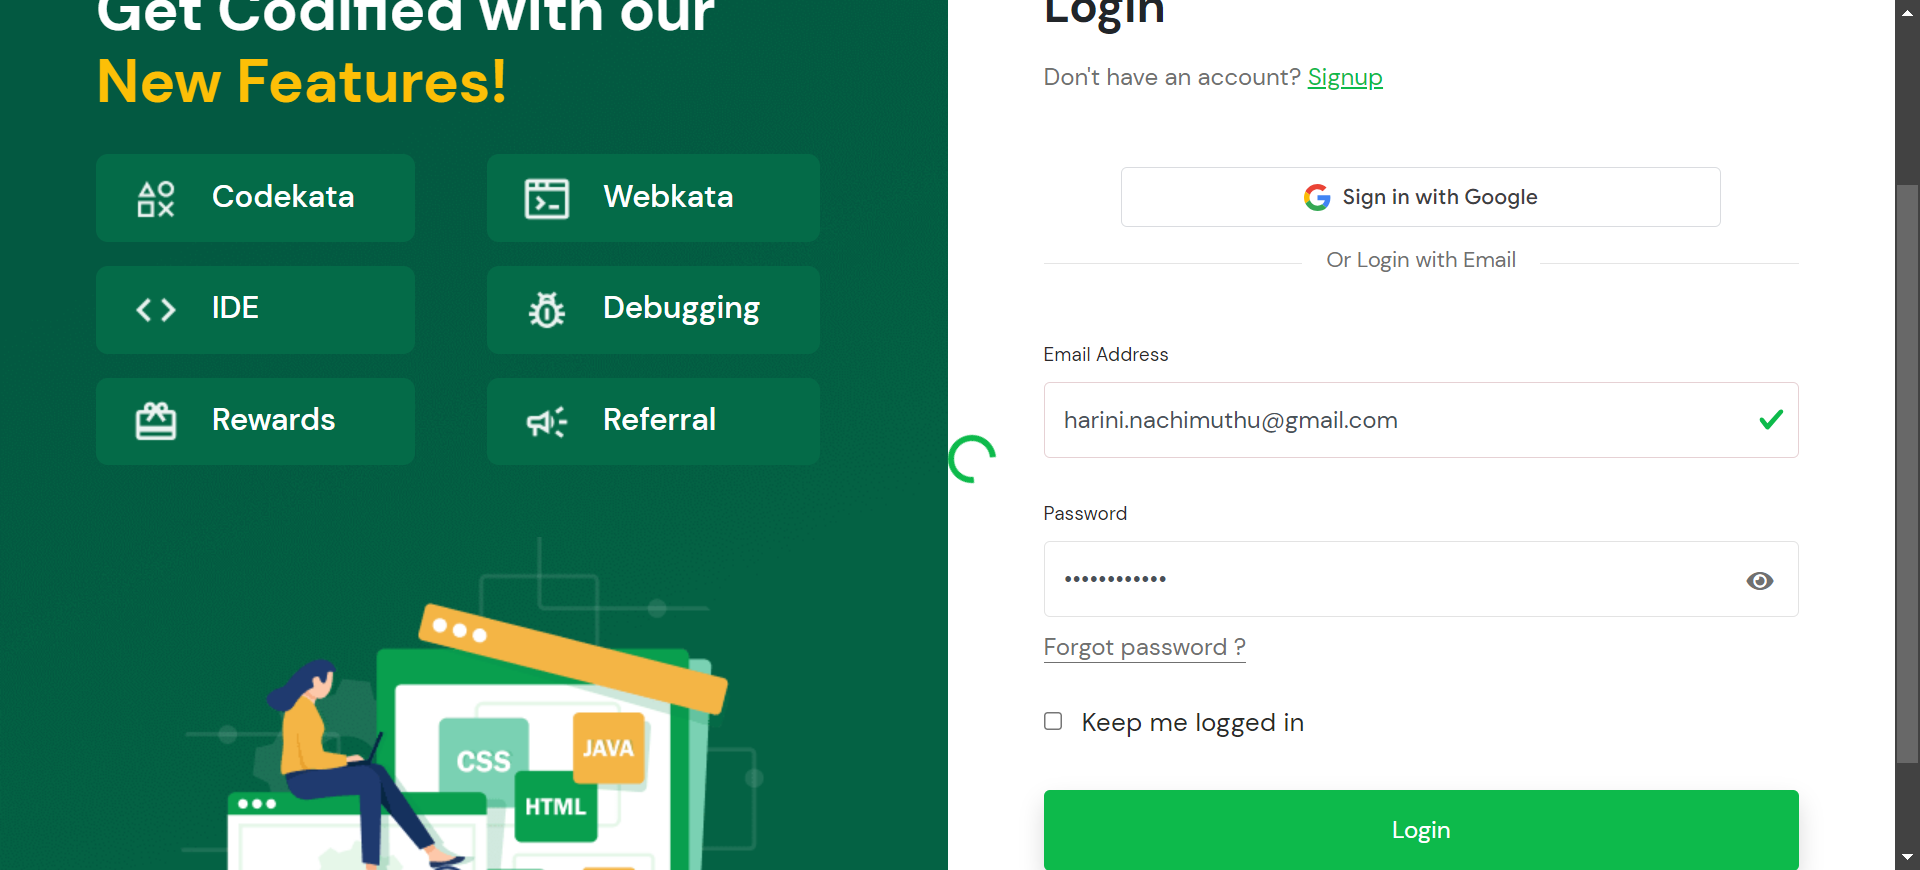 Get Codified with our
New Features!
Codekata
Webkata
IDE
Debugging
Rewards
Referral
CSS
JAVA
HTML
Login
Don't have an account? Signup
Sign in with Google
Or Login with Email
Email Address
harini.nachimuthu@gmail.com
Password
••••••••••••
Forgot password ?
Keep me logged in
Login